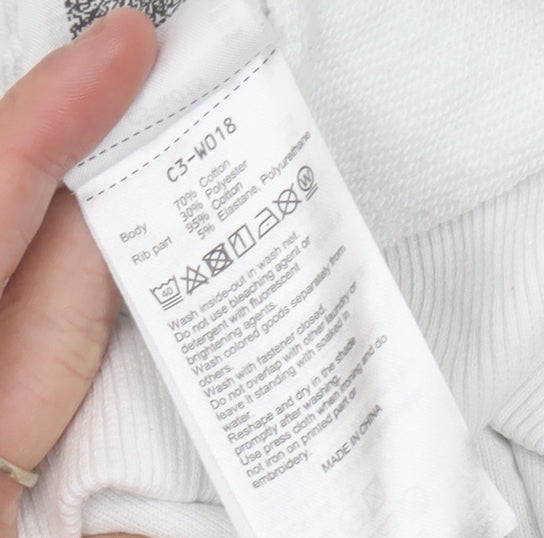 C3-W018
Body 70% Cotton
30% Polyester
Rib part 95% Cotton
5% Elastane, Polyurethane
40
W
Wash inside-out in wash net.
Do not use bleaching agent or
detergent with fluorescent
brightening agents.
Wash colored goods separately from
others.
Wash with fastener closed.
Do not overlap with other laundry or
leave it standing with soaked in
water.
Reshape and dry in the shade
promptly after washing.
Use press cloth when ironing and do
not iron on printed part or
embroidery.
MADE IN CHINA